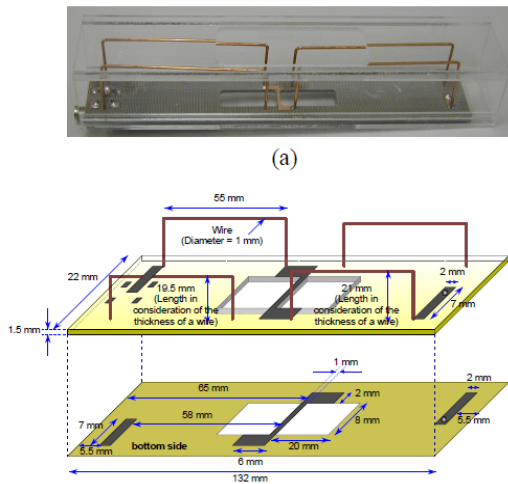 (a)
55 mm
Wire
(Diameter = 1 mm)
22 mm
19.5 mm
(Length in
consideration of the
thickness of a wire)
21 mm
(Length in
consideration of the
thickness of a wire)
2 mm
7 mm
1.5 mm
1 mm
65 mm
2 mm
2 mm
58 mm
7 mm
8 mm
5.5 mm
5.5 mm
bottom side
20 mm
6 mm
132 mm